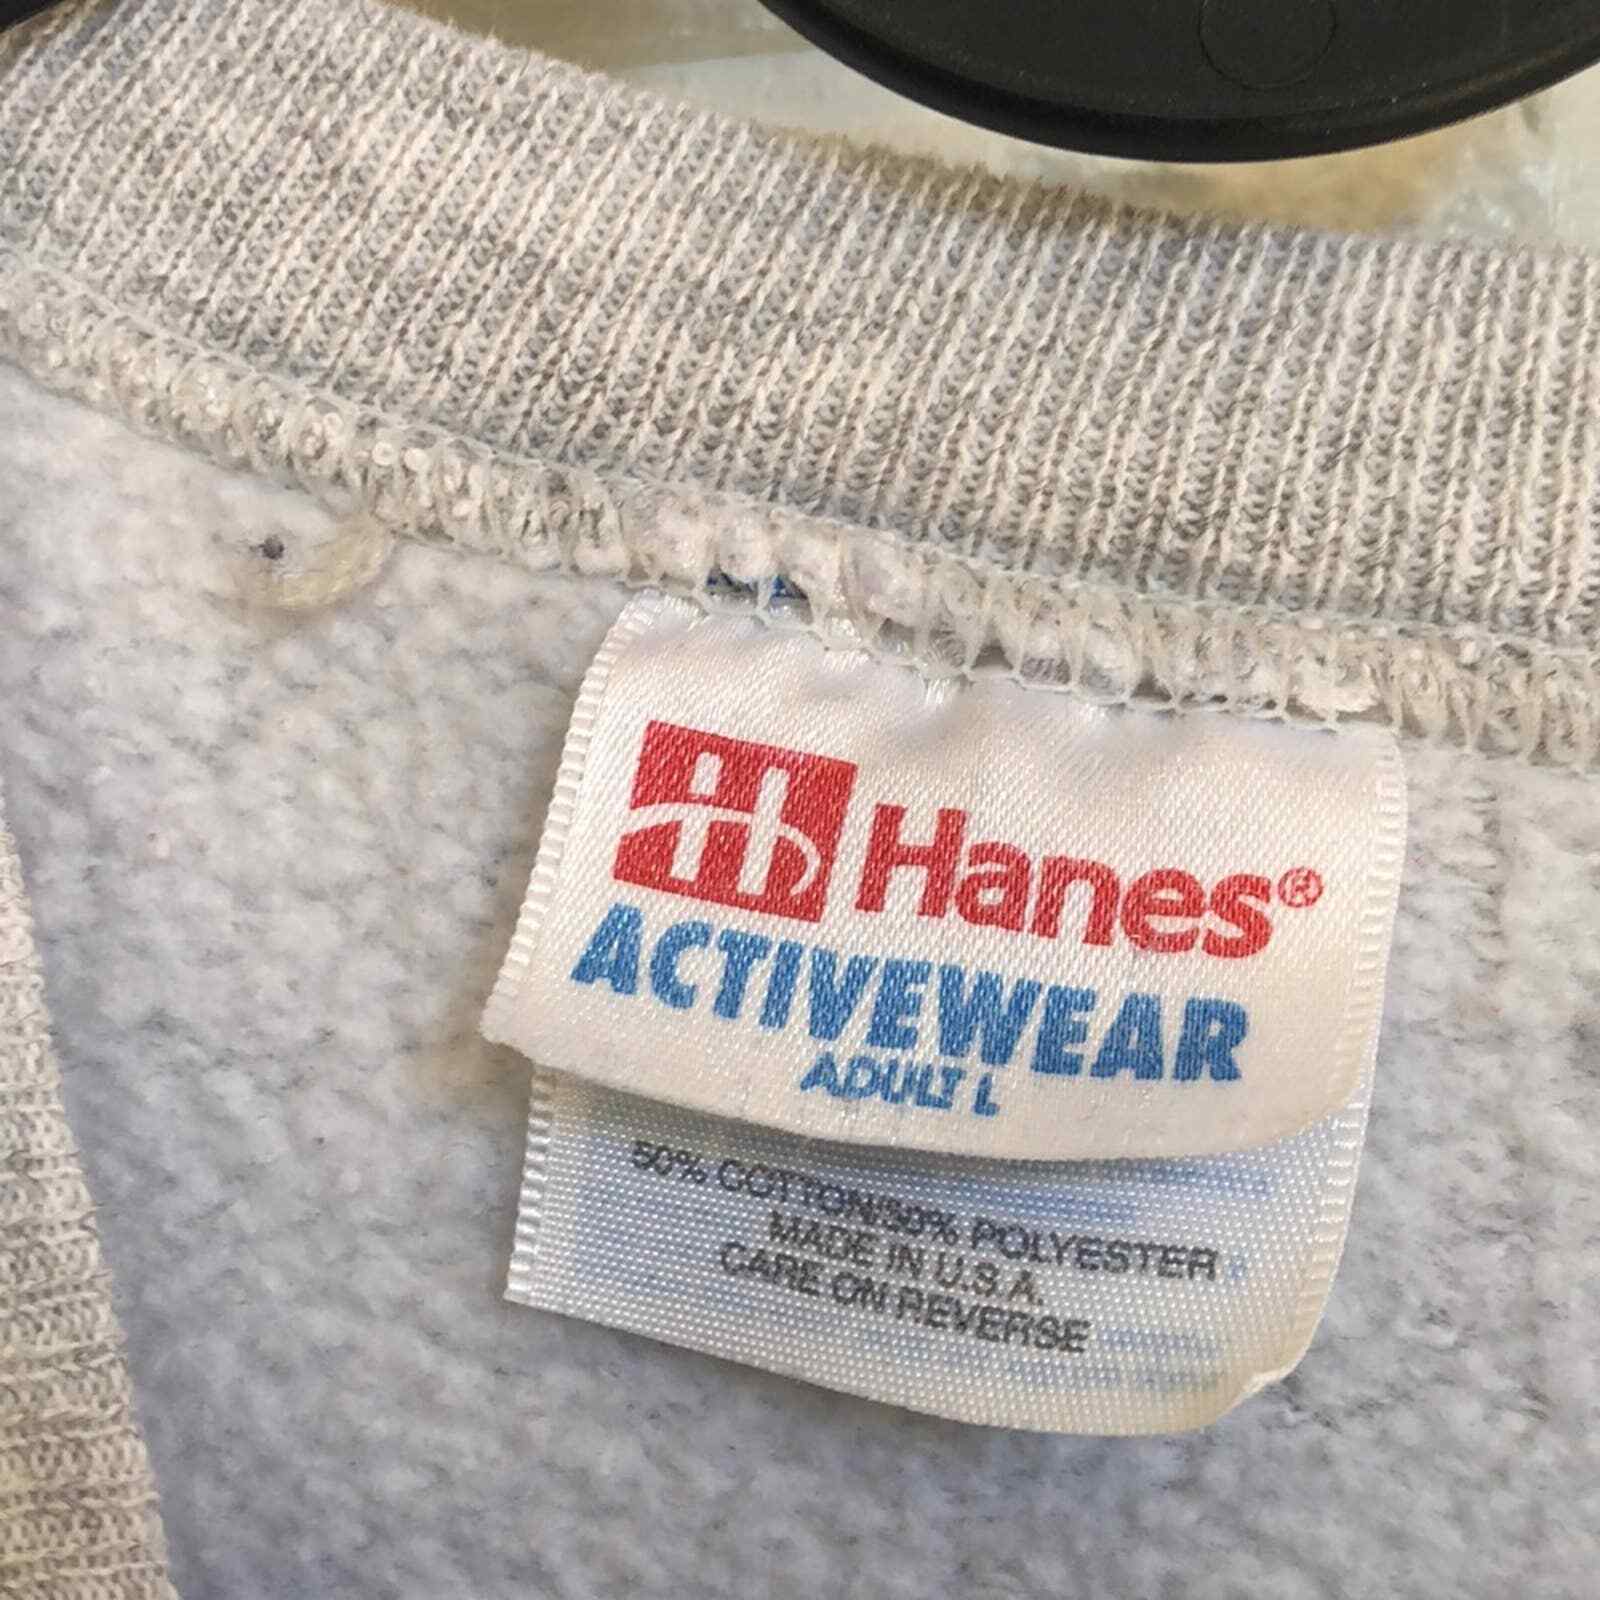 Hanes®
ACTIVEWEAR
ADULT L
50% COTTON/50% POLYESTER
MADE IN U.S.A.
CARE ON REVERSE